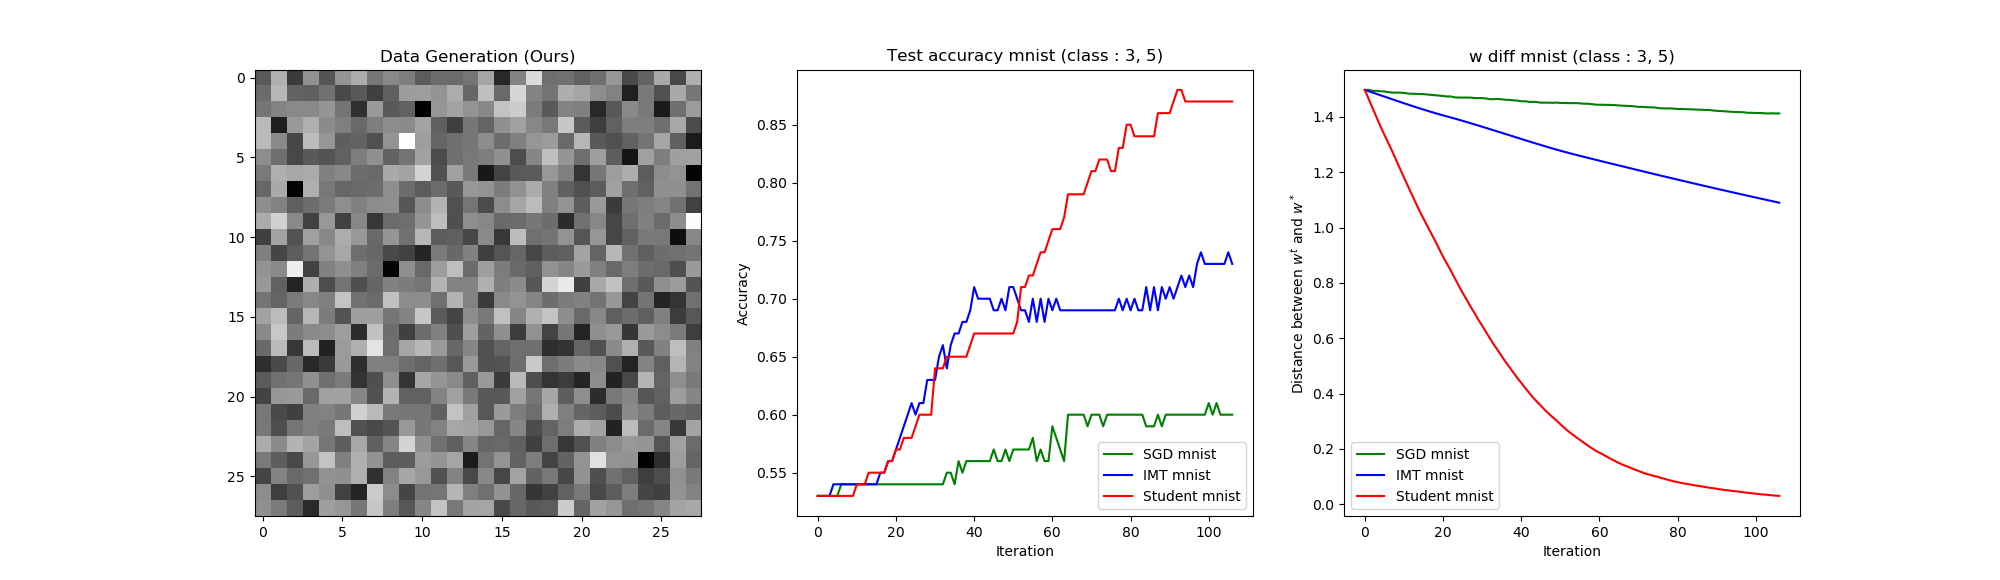 Data Generation (Ours)
0
5
10
15
20
25
0 5 10 15 20 25
Test accuracy mnist (class : 3, 5)
Accuracy
0.85
0.80
0.75
0.70
0.65
0.60
0.55
SGD mnist
IMT mnist
Student mnist
0 20 40 60 80 100
Iteration
w diff mnist (class : 3, 5)
Distance between w^t and w^*
1.4
1.2
1.0
0.8
0.6
0.4
0.2
0.0
SGD mnist
IMT mnist
Student mnist
0 20 40 60 80 100
Iteration